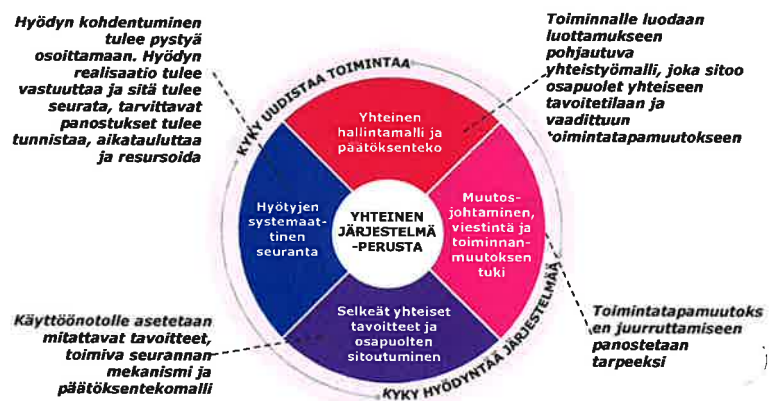 Hyödyn kohdentuminen
tulee pystyä
osoittamaan. Hyödyn
realisaatio tulee
vastuuttaa ja sitä tulee
seurata, tarvittavat
panostukset tulee
tunnistaa, aikatauluttaa
ja resursoida
Toiminnalle luodaan
luottamukseen
pohjautuva
yhteistyömalli, joka sitoo
osapuolet yhteiseen
tavoitetilaan ja
vaadittuun
toimintatapamuutokseen
KYKY UUDISTAA TOIMINTAA
Yhteinen
hallintamalli ja
päätöksenteko
Hyötyjen
systemaat-
tinen
seuranta
YHTEINEN
JÄRJESTELMÄ
-PERUSTA
Muutos-
johtaminen,
viestintä ja
toiminnan-
muutoksen
tuki
Selkeät yhteiset
tavoitteet ja
osapuolten
sitoutuminen
KYKY HYÖDYNTÄÄ JÄRJESTELMÄÄ
Käyttöönotolle asetetaan
mitattavat tavoitteet,
toimiva seurannan
mekanismi ja
päätöksentekomalli
Toimintatapamuutoks
en juurruttamiseen
panostetaan
tarpeeksi